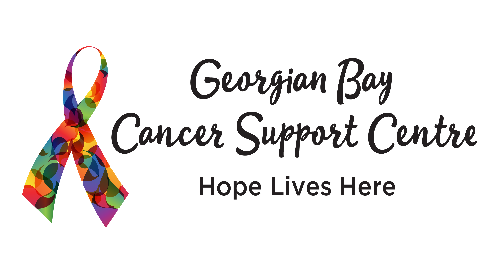 Georgian Bay
Cancer Support Centre
Hope Lives Here